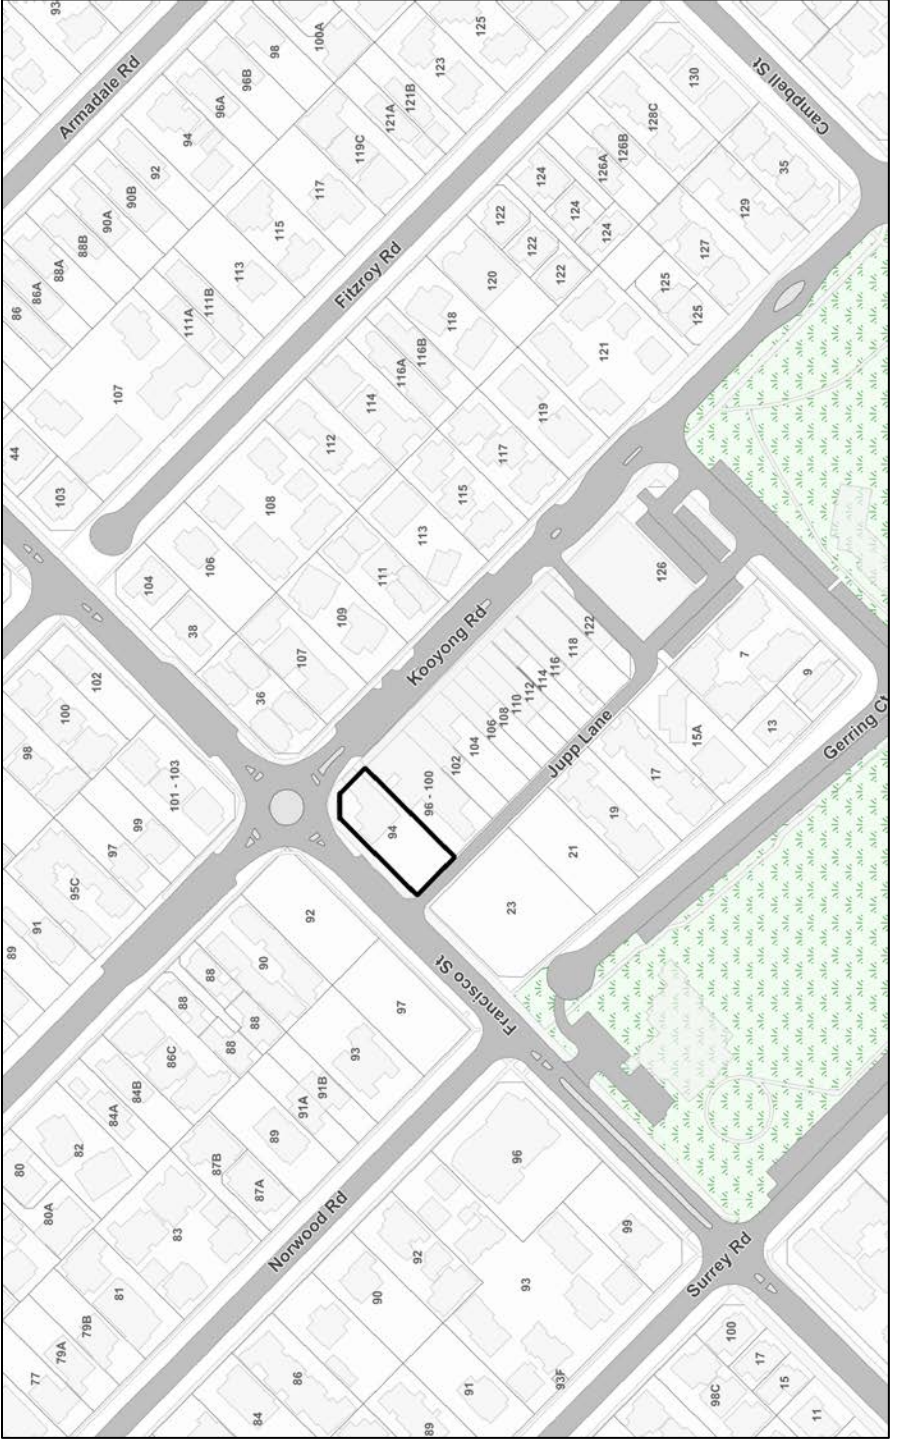 93
Armadale Rd
100A
98
96B
96A
94
92
90B
90A
88B
88A
86A
86
125
123
121B
121A
119C
117
115
113
111B
111A
107
44
103
Fitzroy Rd
Campbell St
130
128C
126B
126A
124
124
124
122
122
122
120
118
116B
116A
114
112
108
106
104
38
36
35
129
127
125
125
121
119
117
115
113
111
109
107
Kooyong Rd
126
122
118
116
114
112
110
108
106
104
102
96 - 100
94
Jupp Lane
7
9
13
15A
17
19
21
23
Gerring Ct
102
100
98
101 - 103
99
97
95C
91
89
92
90
88
88
88
88
86C
84B
84A
82
80
80A
Francisco St
97
93
91B
91A
89
87B
87A
83
81
79B
79A
77
Norwood Rd
96
92
90
86
84
99
93
93F
91
89
Surrey Rd
100
98C
17
15
11